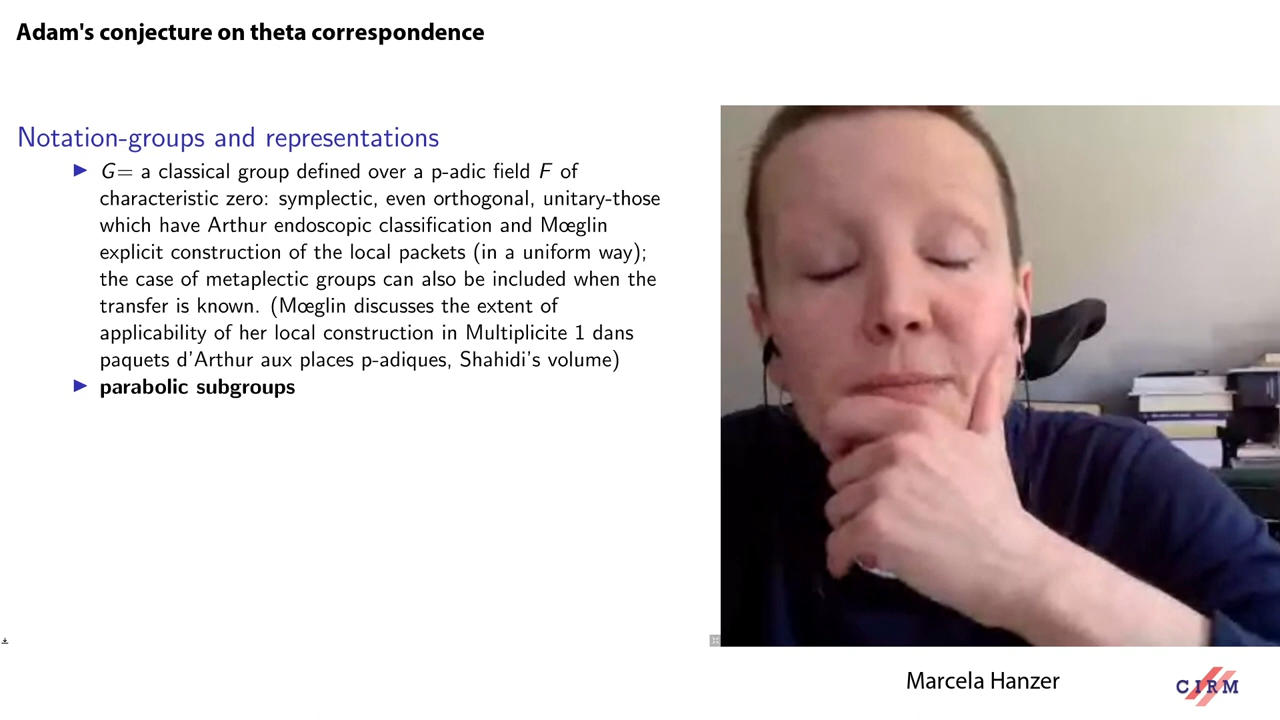 Adam's conjecture on theta correspondence
Notation-groups and representations
G= a classical group defined over a p-adic field F of
characteristic zero: symplectic, even orthogonal, unitary-those
which have Arthur endoscopic classification and Mœglin
explicit construction of the local packets (in a uniform way);
the case of metaplectic groups can also be included when the
transfer is known. (Mœglin discusses the extent of
applicability of her local construction in Multiplicite 1 dans
paquets d'Arthur aux places p-adiques, Shahidi's volume)
parabolic subgroups
Marcela Hanzer
CIRM